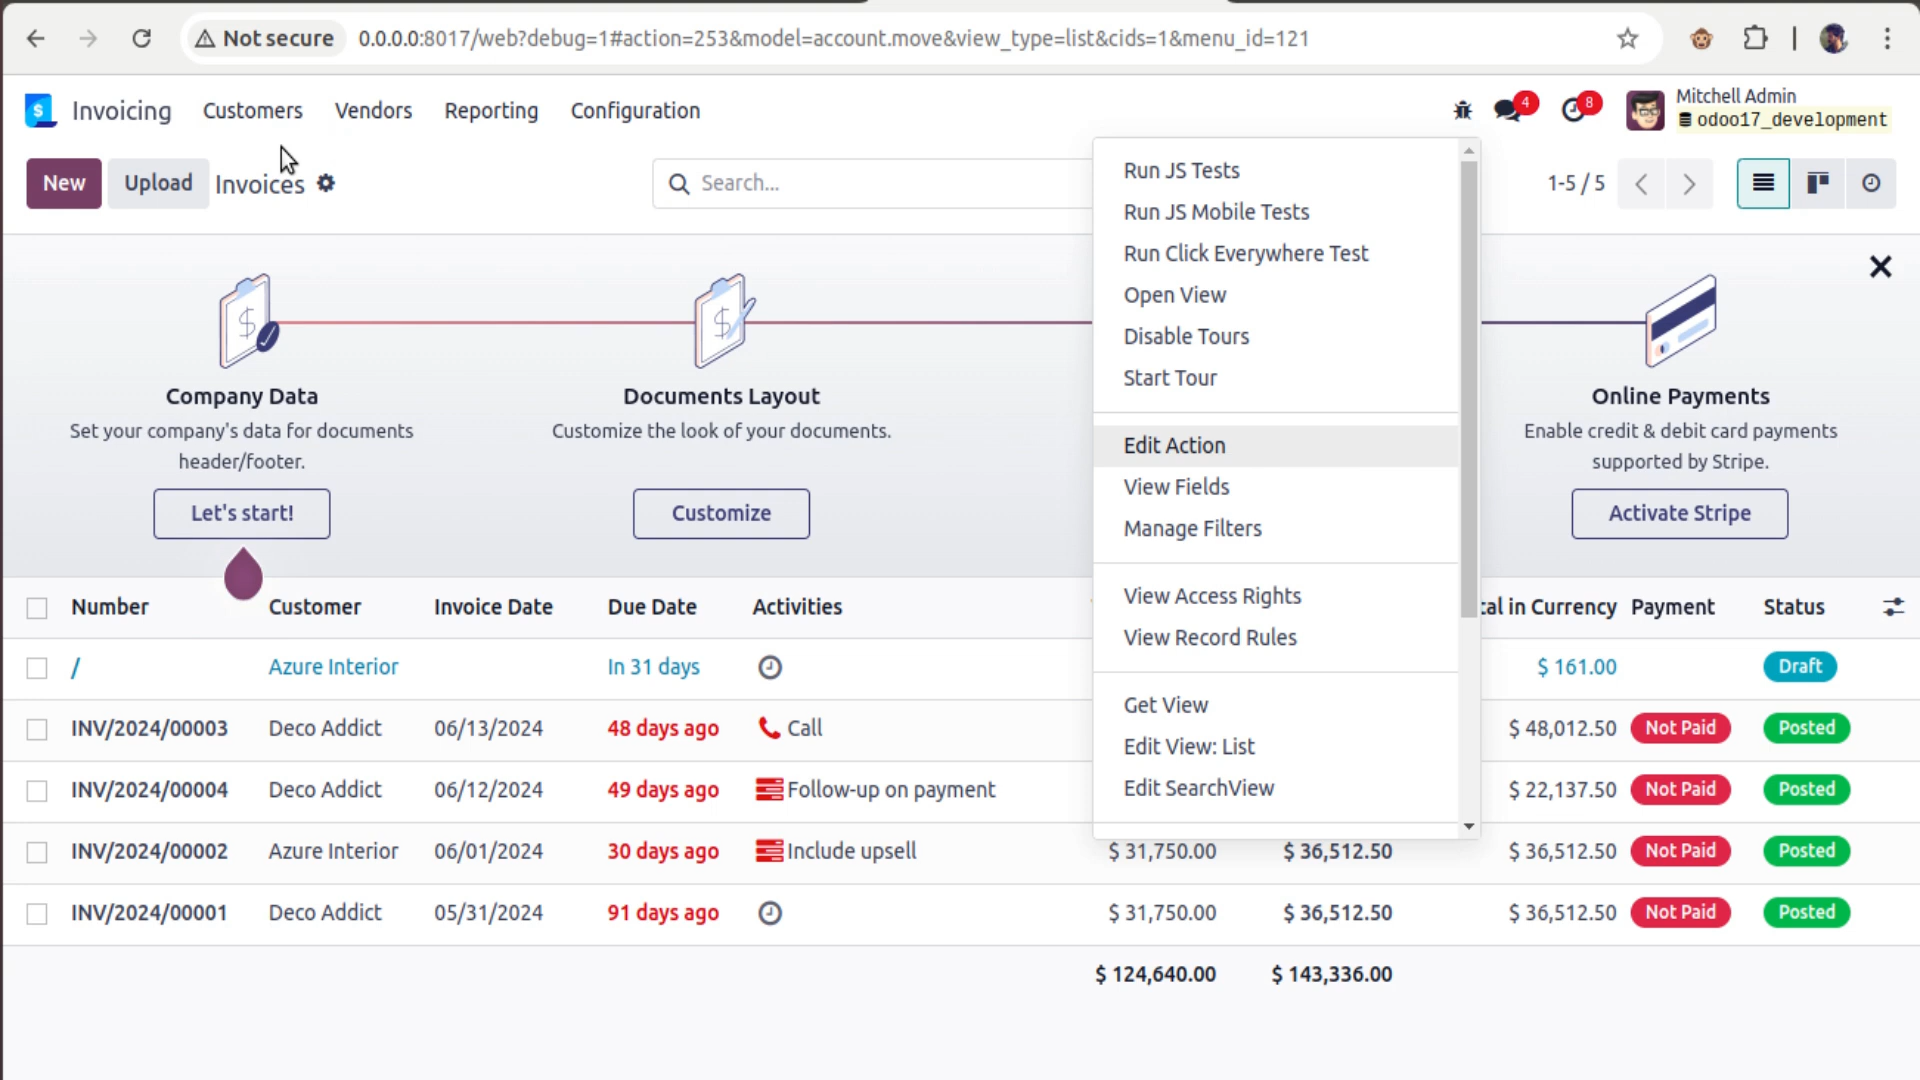 Not secure 0.0.0.0:8017/web?debug=1#action=253&model=account.move&view_type=list&cids=1&menu_id=121
Invoicing Customers Vendors Reporting Configuration 4 8 Mitchell Admin
odoo17_development
New Upload Invoices Search... 1-5 / 5
Run JS Tests
Run JS Mobile Tests
Run Click Everywhere Test
Open View
Disable Tours
Start Tour
Edit Action
View Fields
Manage Filters
View Access Rights
View Record Rules
Get View
Edit View: List
Edit SearchView
Company Data
Set your company's data for documents
header/footer.
Let's start!
Documents Layout
Customize the look of your documents.
Customize
Online Payments
Enable credit & debit card payments
supported by Stripe.
Activate Stripe
Number Customer Invoice Date Due Date Activities in Currency Payment Status
/ Azure Interior In 31 days $ 161.00 Draft
INV/2024/00003 Deco Addict 06/13/2024 48 days ago Call $ 48,012.50 Not Paid Posted
INV/2024/00004 Deco Addict 06/12/2024 49 days ago Follow-up on payment $ 22,137.50 Not Paid Posted
INV/2024/00002 Azure Interior 06/01/2024 30 days ago Include upsell $ 31,750.00 $ 36,512.50 $ 36,512.50 Not Paid Posted
INV/2024/00001 Deco Addict 05/31/2024 91 days ago $ 31,750.00 $ 36,512.50 $ 36,512.50 Not Paid Posted
$ 124,640.00 $ 143,336.00